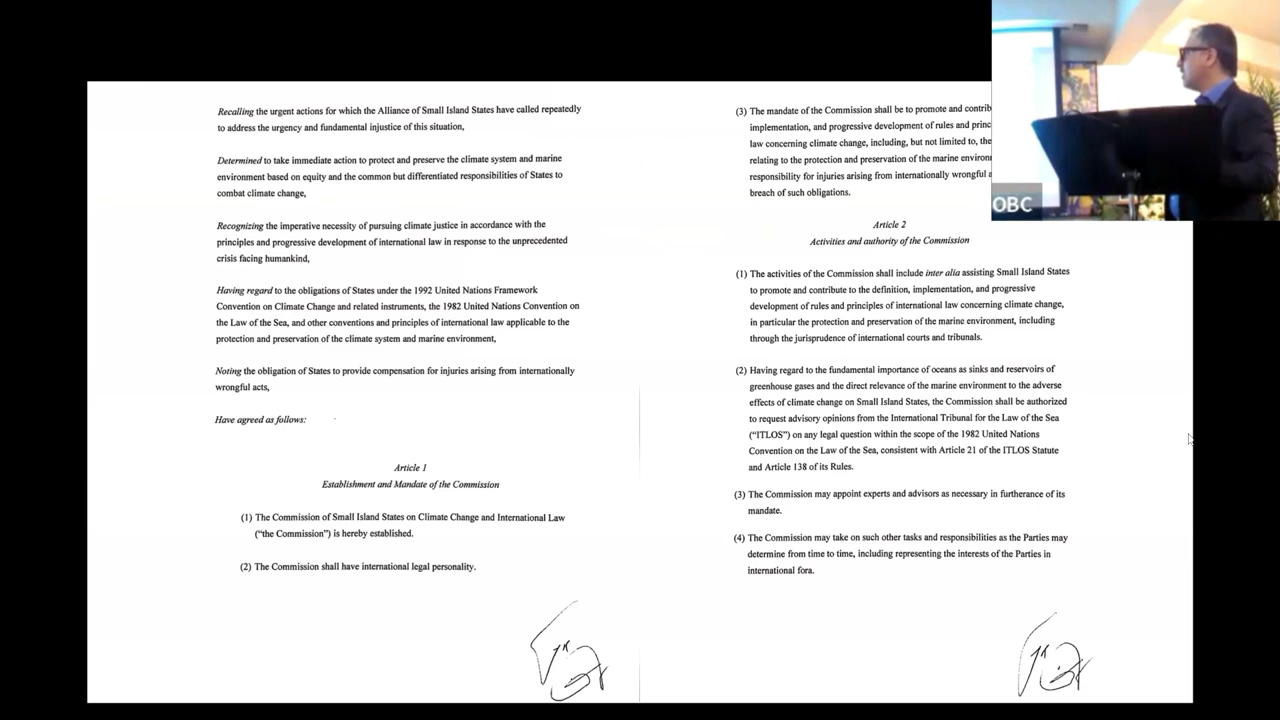 Recalling the urgent actions for which the Alliance of Small Island States have called repeatedly
to address the urgency and fundamental injustice of this situation,
Determined to take immediate action to protect and preserve the climate system and marine
environment based on equity and the common but differentiated responsibilities of States to
combat climate change,
Recognizing the imperative necessity of pursuing climate justice in accordance with the
principles and progressive development of international law in response to the unprecedented
crisis facing humankind,
Having regard to the obligations of States under the 1992 United Nations Framework
Convention on Climate Change and related instruments, the 1982 United Nations Convention on
the Law of the Sea, and other conventions and principles of international law applicable to the
protection and preservation of the climate system and marine environment,
Noting the obligation of States to provide compensation for injuries arising from internationally
wrongful acts,
Have agreed as follows:
Article 1
Establishment and Mandate of the Commission
(1) The Commission of Small Island States on Climate Change and International Law
("the Commission") is hereby established.
(2) The Commission shall have international legal personality.
(3) The mandate of the Commission shall be to promote and contrib
implementation, and progressive development of rules and princ
law concerning climate change, including, but not limited to, the
relating to the protection and preservation of the marine environ
responsibility for injuries arising from internationally wrongful a
breach of such obligations.
Article 2
Activities and authority of the Commission
(1) The activities of the Commission shall include inter alia assisting Small Island States
to promote and contribute to the definition, implementation, and progressive
development of rules and principles of international law concerning climate change,
in particular the protection and preservation of the marine environment, including
through the jurisprudence of international courts and tribunals.
(2) Having regard to the fundamental importance of oceans as sinks and reservoirs of
greenhouse gases and the direct relevance of the marine environment to the adverse
effects of climate change on Small Island States, the Commission shall be authorized
to request advisory opinions from the International Tribunal for the Law of the Sea
("ITLOS") on any legal question within the scope of the 1982 United Nations
Convention on the Law of the Sea, consistent with Article 21 of the ITLOS Statute
and Article 138 of its Rules.
(3) The Commission may appoint experts and advisors as necessary in furtherance of its
mandate.
(4) The Commission may take on such other tasks and responsibilities as the Parties may
determine from time to time, including representing the interests of the Parties in
international fora.
OBC